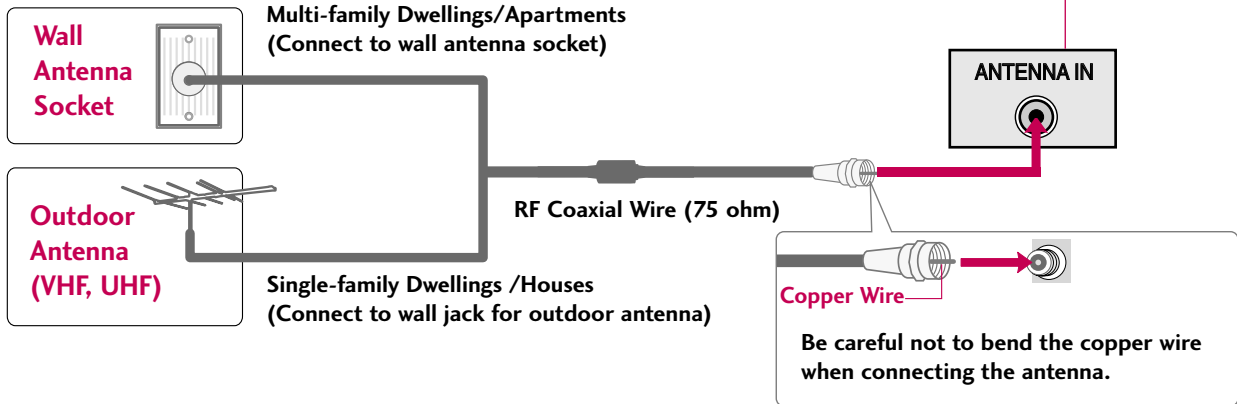 Wall
Antenna
Socket
Multi-family Dwellings/Apartments
(Connect to wall antenna socket)
ANTENNA IN
Outdoor
Antenna
(VHF, UHF)
RF Coaxial Wire (75 ohm)
Single-family Dwellings /Houses
(Connect to wall jack for outdoor antenna)
Copper Wire
Be careful not to bend the copper wire
when connecting the antenna.